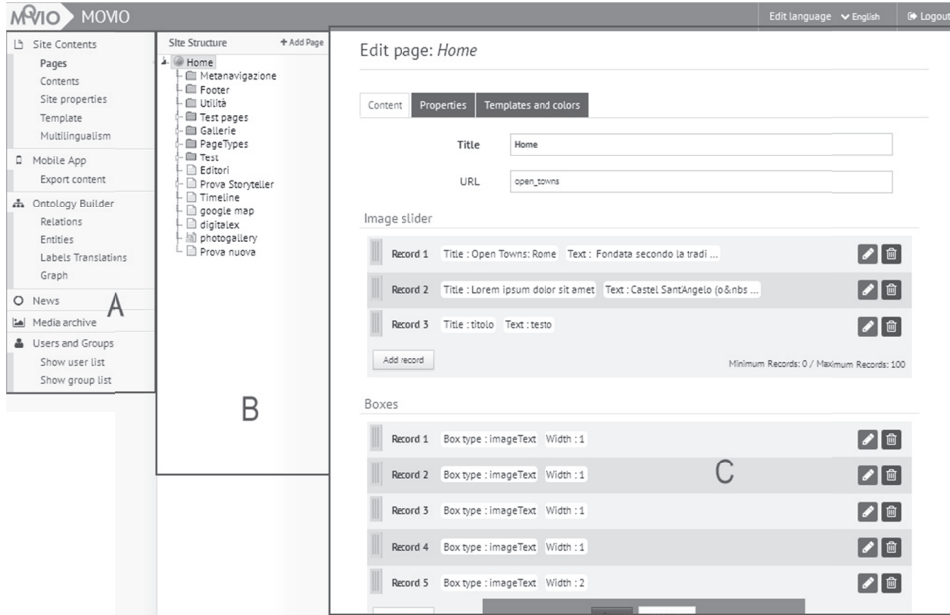 MOVIO MOVIO
Edit language English Logout
Site Contents
Pages
Contents
Site properties
Template
Multilingualism
Mobile App
Export content
Ontology Builder
Relations
Entities
Labels Translations
Graph
News
Media archive
Users and Groups
Show user list
Show group list
A
Site Structure + Add Page
Home
Metanavigazione
Footer
Utilità
Test pages
Gallerie
PageTypes
Test
Editori
Prova Storyteller
Timeline
google map
digitalex
photogallery
Prova nuova
B
Edit page: Home
Content Properties Templates and colors
Title Home
URL open_towns
Image slider
Record 1 Title : Open Towns: Rome Text : Fondata secondo la tradi ...
Record 2 Title : Lorem ipsum dolor sit amet Text : Castel Sant'Angelo (o&nbs ...
Record 3 Title : titolo Text : testo
Add record Minimum Records: 0 / Maximum Records: 100
Boxes
Record 1 Box type : imageText Width : 1
Record 2 Box type : imageText Width : 1
C
Record 3 Box type : imageText Width : 1
Record 4 Box type : imageText Width : 1
Record 5 Box type : imageText Width : 2